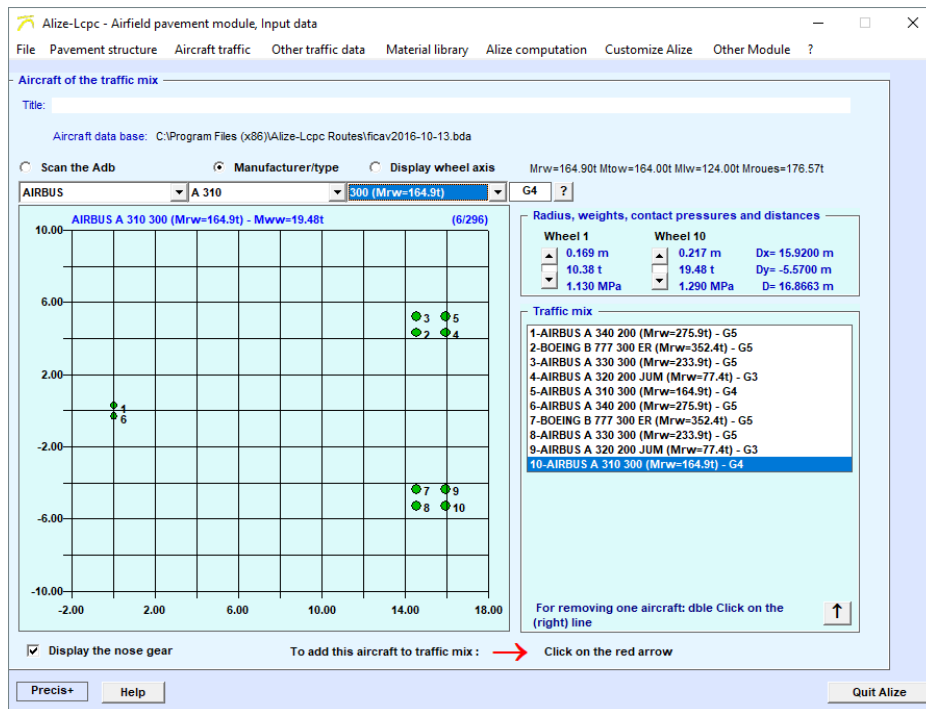 Alize-Lcpc - Airfield pavement module, Input data
File Pavement structure Aircraft traffic Other traffic data Material library Alize computation Customize Alize Other Module ?
Aircraft of the traffic mix
Title:
Aircraft data base: C:\Program Files (x86)\Alize-Lcpc Routes\ficav2016-10-13.bda
Scan the Adb Manufacturer/type Display wheel axis Mrw=164.90t Mtow=164.00t Mlw=124.00t Mroues=176.57t
AIRBUS A 310 300 (Mrw=164.9t) G4 ?
AIRBUS A 310 300 (Mrw=164.9t) - Mww=19.48t (6/296)
10.00
6.00
2.00
-2.00
-6.00
-10.00
-2.00 2.00 6.00 10.00 14.00 18.00
3 5
2 4
1
6
7 9
8 10
Radius, weights, contact pressures and distances
Wheel 1 Wheel 10
0.169 m 0.217 m Dx= 15.9200 m
10.38 t 19.48 t Dy= -5.5700 m
1.130 MPa 1.290 MPa D= 16.8663 m
Traffic mix
1-AIRBUS A 340 200 (Mrw=275.9t) - G5
2-BOEING B 777 300 ER (Mrw=352.4t) - G5
3-AIRBUS A 330 300 (Mrw=233.9t) - G5
4-AIRBUS A 320 200 JUM (Mrw=77.4t) - G3
5-AIRBUS A 310 300 (Mrw=164.9t) - G4
6-AIRBUS A 340 200 (Mrw=275.9t) - G5
7-BOEING B 777 300 ER (Mrw=352.4t) - G5
8-AIRBUS A 330 300 (Mrw=233.9t) - G5
9-AIRBUS A 320 200 JUM (Mrw=77.4t) - G3
10-AIRBUS A 310 300 (Mrw=164.9t) - G4
For removing one aircraft: dble Click on the
(right) line
Display the nose gear To add this aircraft to traffic mix : Click on the red arrow
Precis+ Help Quit Alize